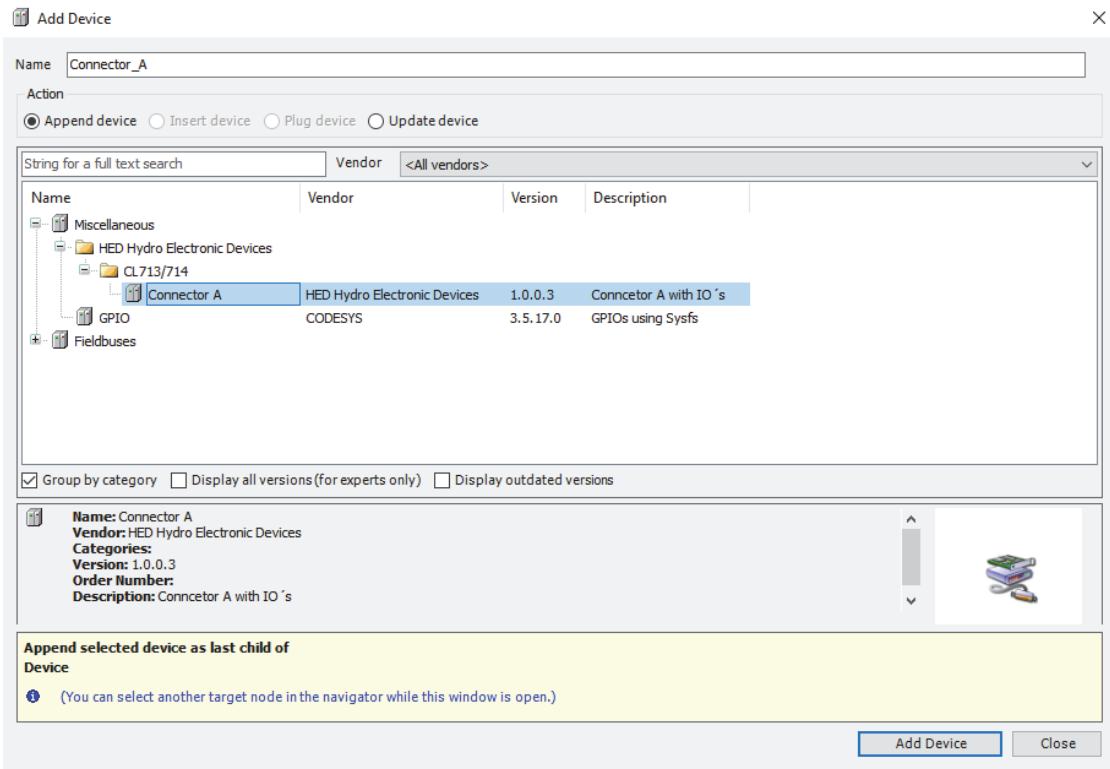 Add Device
Name Connector_A
Action
Append device Insert device Plug device Update device
String for a full text search Vendor <All vendors>
Name Vendor Version Description
Miscellaneous
HED Hydro Electronic Devices
CL713/714
Connector A HED Hydro Electronic Devices 1.0.0.3 Conncetor A with IO´s
GPIO CODESYS 3.5.17.0 GPIOs using Sysfs
Fieldbuses
Group by category Display all versions (for experts only) Display outdated versions
Name: Connector A
Vendor: HED Hydro Electronic Devices
Categories:
Version: 1.0.0.3
Order Number:
Description: Conncetor A with IO´s
Append selected device as last child of
Device
(You can select another target node in the navigator while this window is open.)
Add Device Close